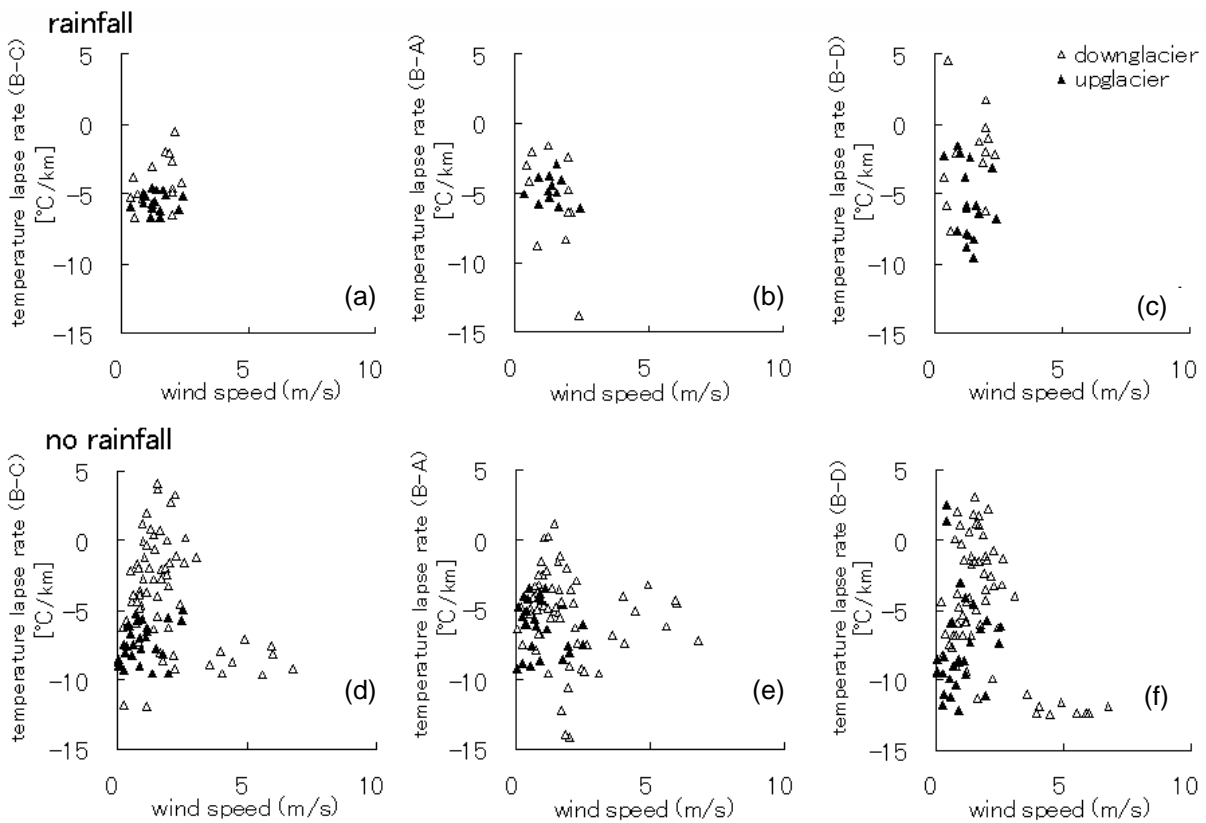 rainfall
temperature lapse rate (B-C)
[°C/km]
5
0
-5
-10
-15
0 5 10
wind speed (m/s)
(a)
temperature lapse rate (B-A)
[°C/km]
5
0
-5
-10
-15
0 5 10
wind speed (m/s)
(b)
temperature lapse rate (B-D)
[°C/km]
5
0
-5
-10
-15
0 5 10
wind speed (m/s)
△ downglacier
▲ upglacier
(c)
no rainfall
temperature lapse rate (B-C)
[°C/km]
5
0
-5
-10
-15
0 5 10
wind speed (m/s)
(d)
temperature lapse rate (B-A)
[°C/km]
5
0
-5
-10
-15
0 5 10
wind speed (m/s)
(e)
temperature lapse rate (B-D)
[°C/km]
5
0
-5
-10
-15
0 5 10
wind speed (m/s)
(f)